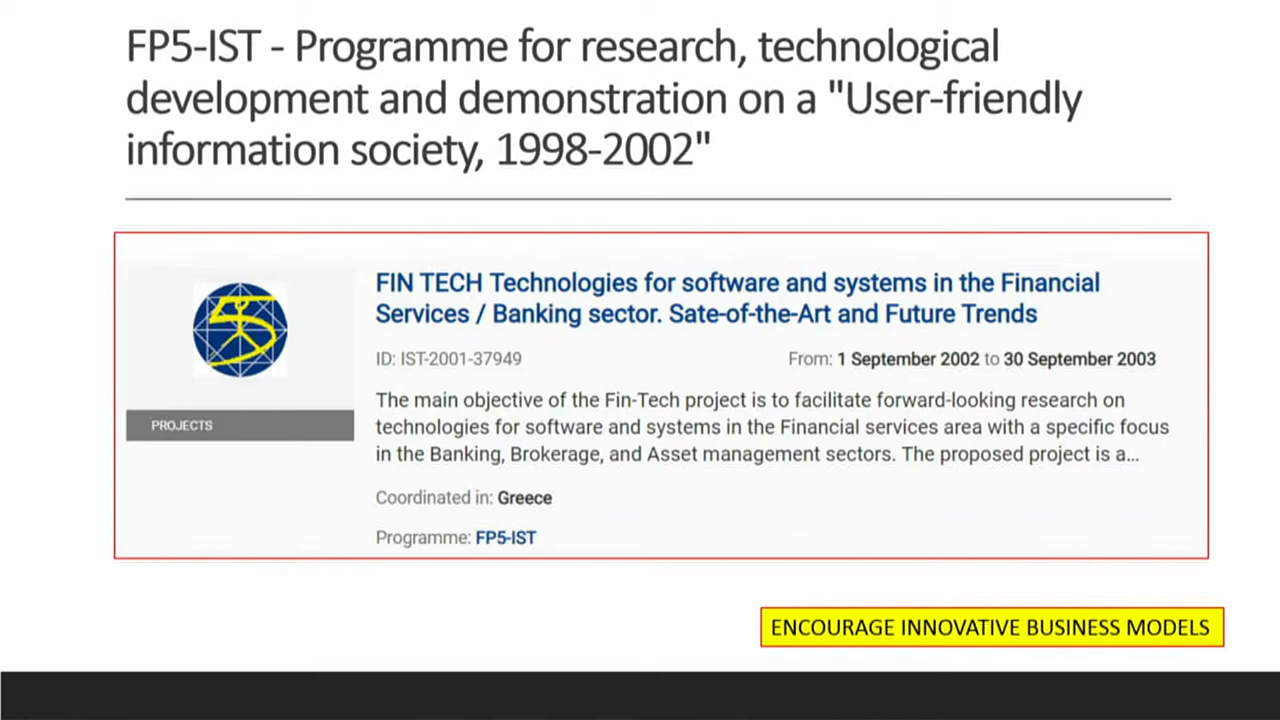 FP5-IST - Programme for research, technological
development and demonstration on a "User-friendly
information society, 1998-2002"
FIN TECH Technologies for software and systems in the Financial
Services / Banking sector. Sate-of-the-Art and Future Trends
ID: IST-2001-37949 From: 1 September 2002 to 30 September 2003
The main objective of the Fin-Tech project is to facilitate forward-looking research on
technologies for software and systems in the Financial services area with a specific focus
in the Banking, Brokerage, and Asset management sectors. The proposed project is a...
PROJECTS
Coordinated in: Greece
Programme: FP5-IST
ENCOURAGE INNOVATIVE BUSINESS MODELS